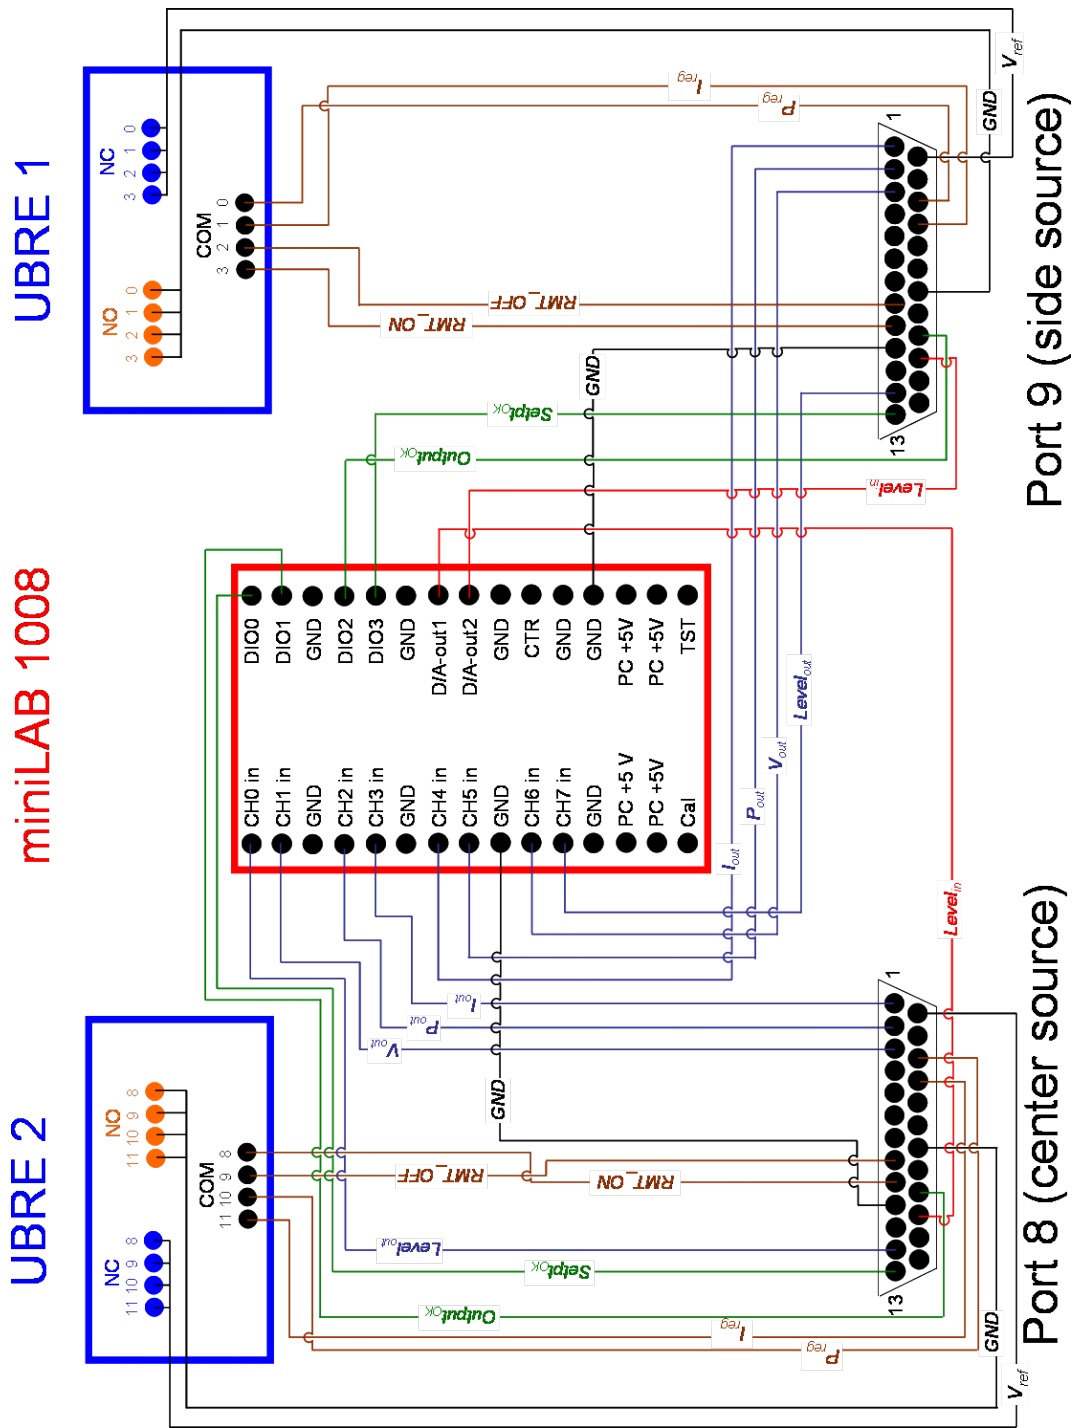 UBRE 2
miniLAB 1008
UBRE 1
NC
11 10 9 8
NO
11 10 9 8
COM
11 10 9 8
NO
3 2 1 0
NC
3 2 1 0
COM
3 2 1 0
CH0 in
DIO0
CH1 in
DIO1
GND
GND
CH2 in
DIO2
CH3 in
DIO3
GND
GND
CH4 in
D/A-out1
CH5 in
D/A-out2
GND
GND
CH6 in
CTR
CH7 in
GND
GND
GND
PC +5 V
PC +5V
PC +5V
PC +5V
Cal
TST
Vout
Pout
Iout
RMT_OFF
RMT_ON
GND
Levelout
SetptOK
OutputOK
Ireg
Preg
GND
Vref
Iout
Pout
Vout
Levelout
Levelin
Levelin
OutputOK
SetptOK
GND
RMT_ON
RMT_OFF
Ireg
Preg
GND
Vref
13
1
13
1
Port 8 (center source)
Port 9 (side source)